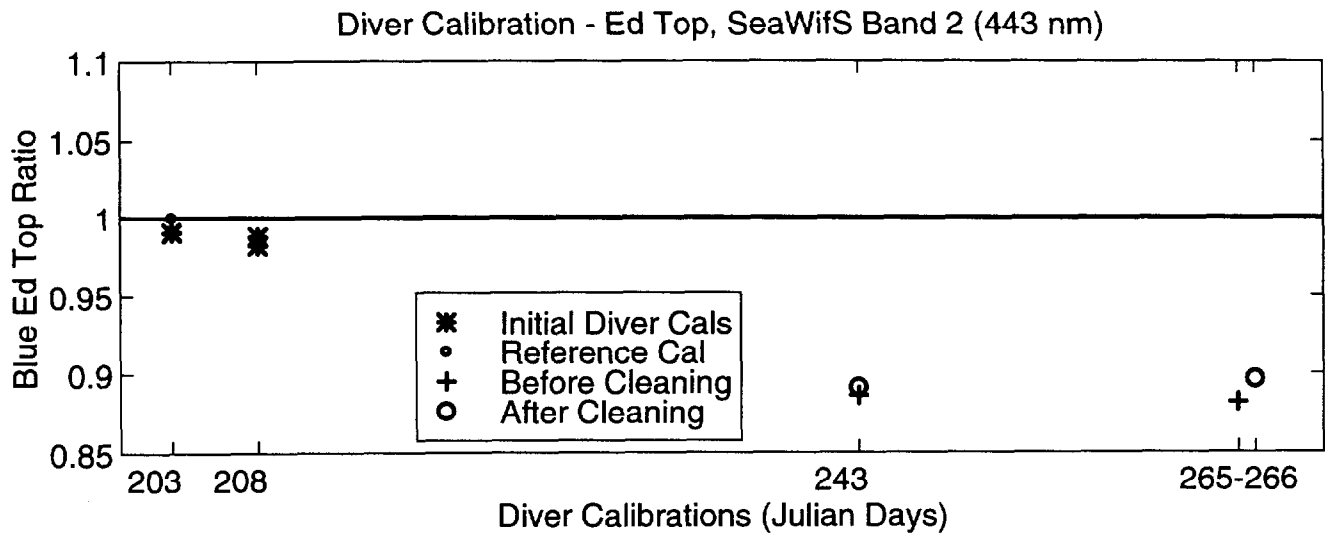 Diver Calibration - Ed Top, SeaWifS Band 2 (443 nm)
1.1
1.05
1
0.95
0.9
0.85
Blue Ed Top Ratio
Initial Diver Cals
Reference Cal
Before Cleaning
After Cleaning
203 208 243 265-266
Diver Calibrations (Julian Days)